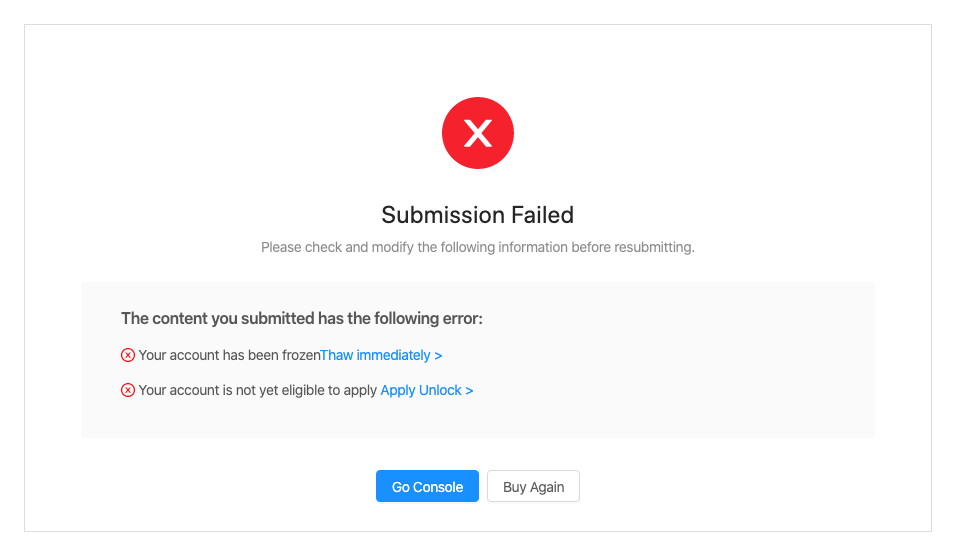 Submission Failed
Please check and modify the following information before resubmitting.
The content you submitted has the following error:
Your account has been frozenThaw immediately >
Your account is not yet eligible to apply Apply Unlock >
Go Console Buy Again